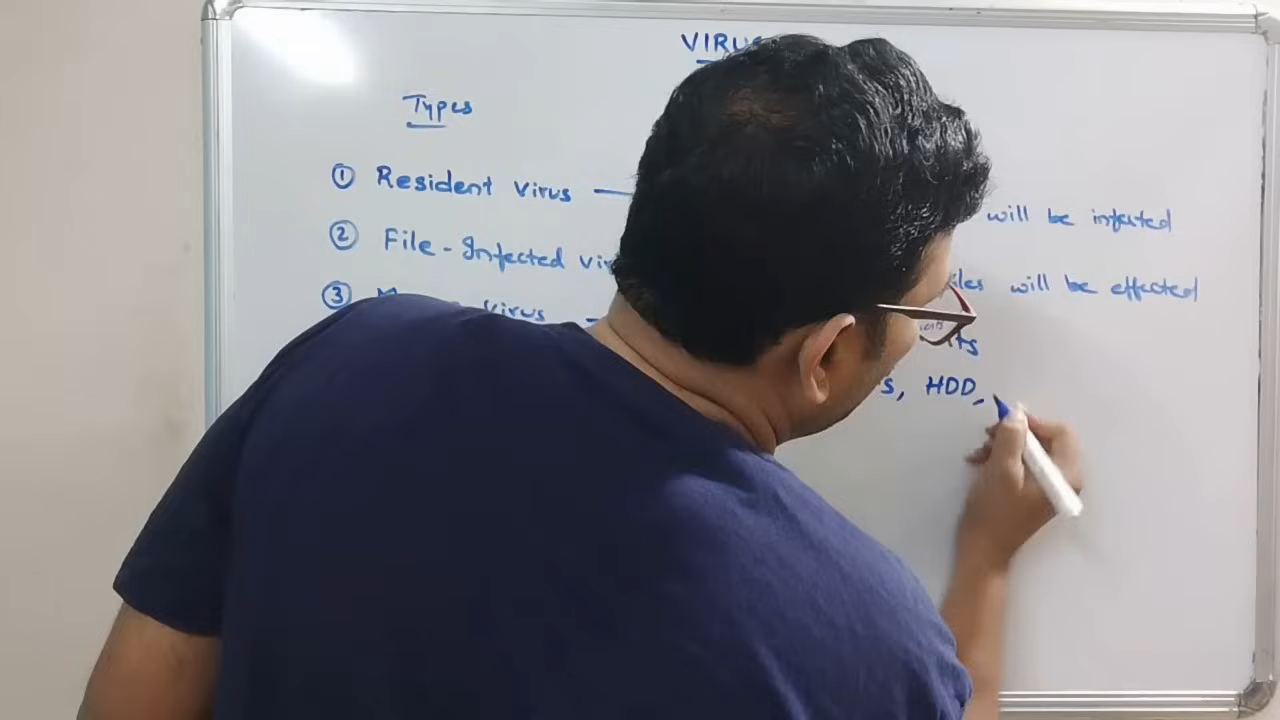 VIRUS
Types
① Resident Virus — will be infected
② File-Infected vir iles will be effected
③ Virus — its
s, HDD,